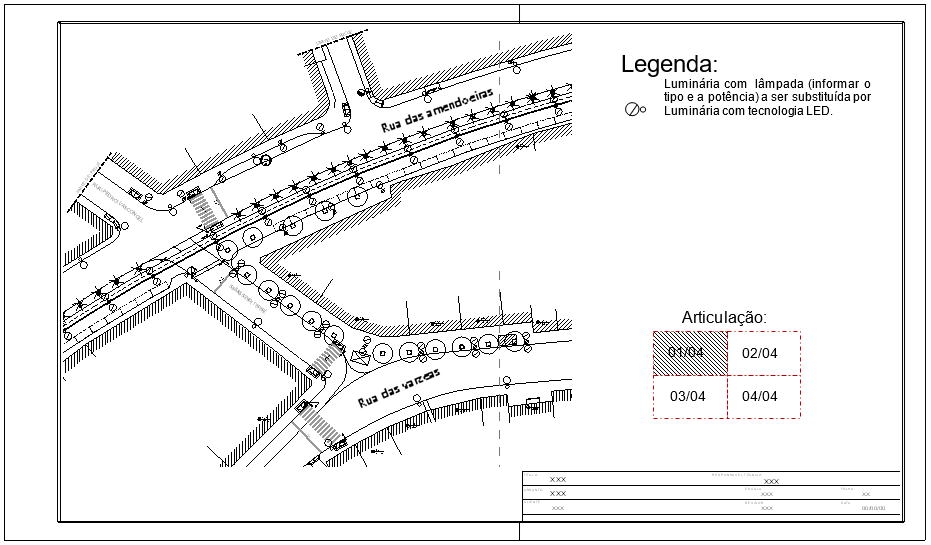 Legenda:
Luminária com lâmpada (informar o
tipo e a potência) a ser substituída por
Luminária com tecnologia LED.
Rua das amendoeiras
Rua das varzeas
Articulação:
01/04 02/04
03/04 04/04
XXX XXX
XXX XXX XX
XXX XXX 00/00/00